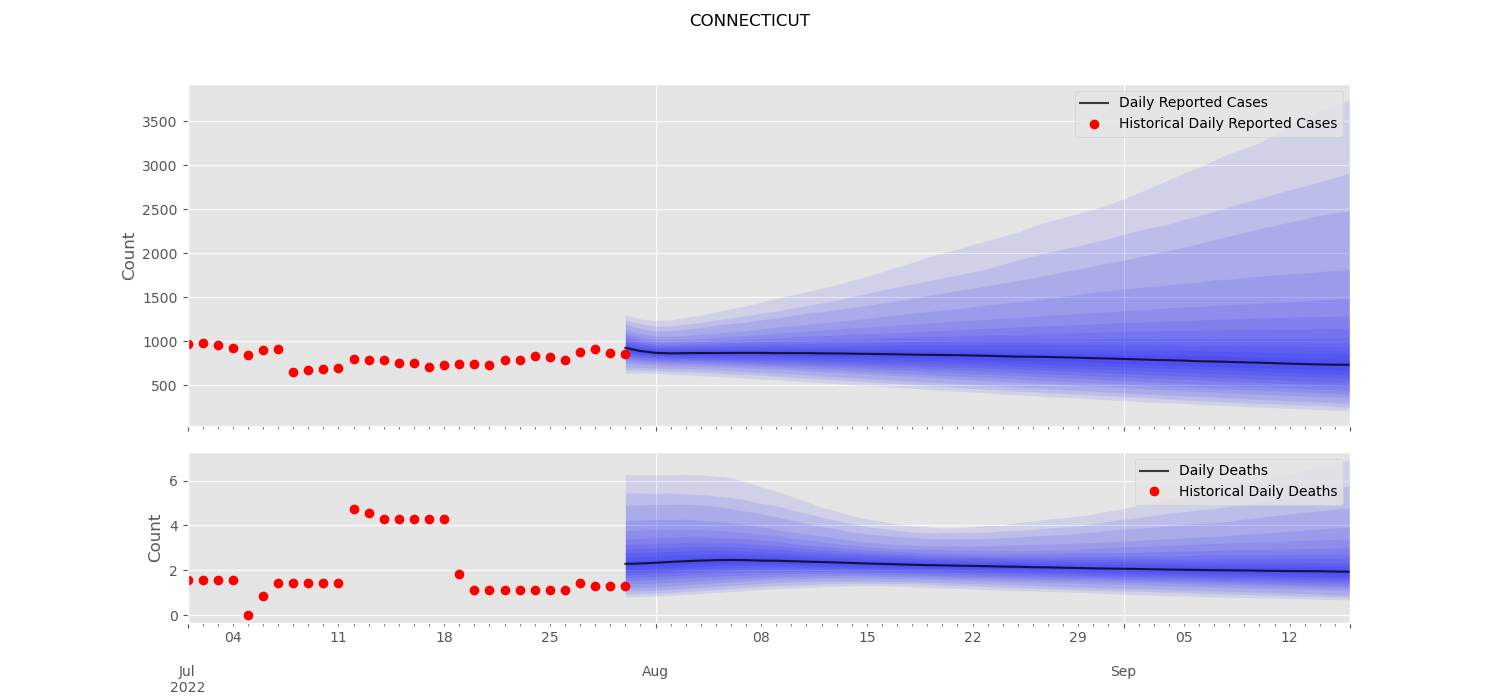 CONNECTICUT
Daily Reported Cases
Historical Daily Reported Cases
3500
3000
2500
2000
1500
1000
500
Count
Daily Deaths
Historical Daily Deaths
6
4
2
0
Count
04 11 18 25 08 15 22 29 05 12
Jul Aug Sep
2022